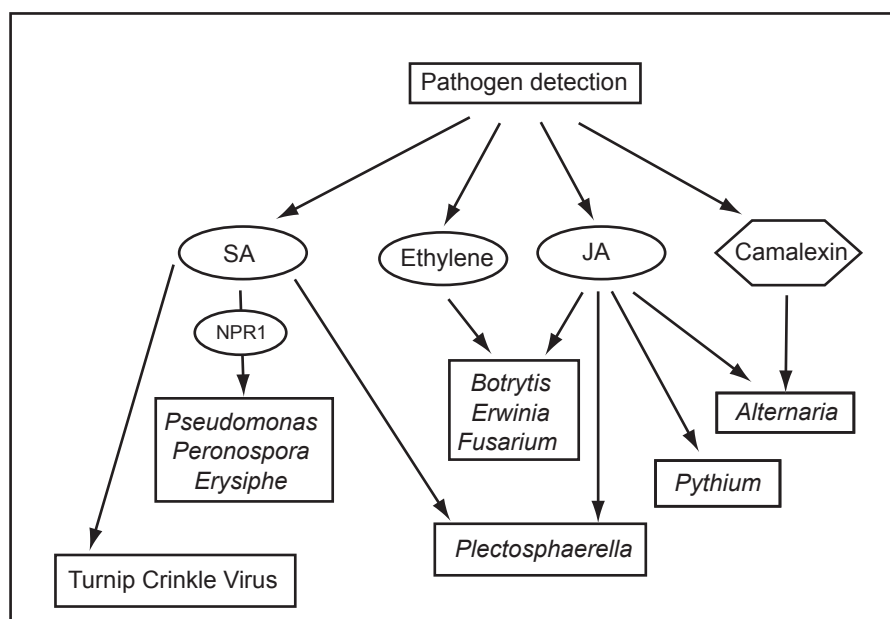 Pathogen detection
SA
Ethylene
JA
Camalexin
NPR1
Pseudomonas
Peronospora
Erysiphe
Botrytis
Erwinia
Fusarium
Alternaria
Pythium
Plectosphaerella
Turnip Crinkle Virus